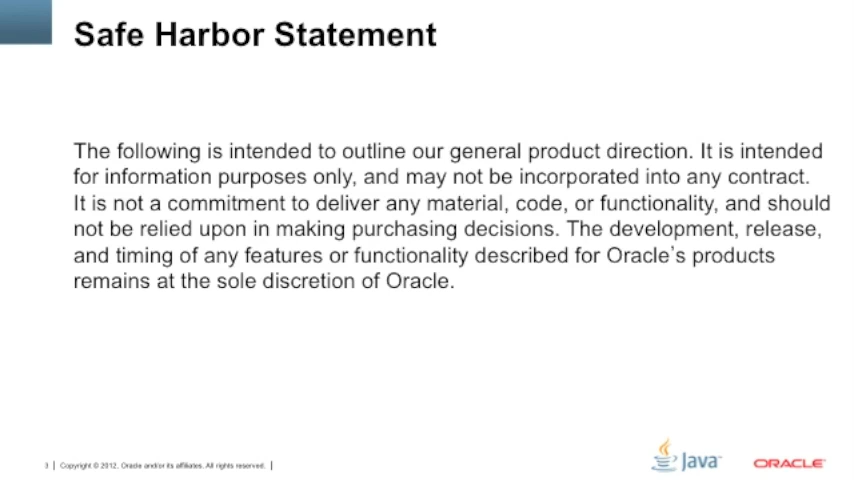 Safe Harbor Statement
The following is intended to outline our general product direction. It is intended
for information purposes only, and may not be incorporated into any contract.
It is not a commitment to deliver any material, code, or functionality, and should
not be relied upon in making purchasing decisions. The development, release,
and timing of any features or functionality described for Oracle's products
remains at the sole discretion of Oracle.
3 | Copyright © 2012, Oracle and/or its affiliates. All rights reserved. |
Java
ORACLE